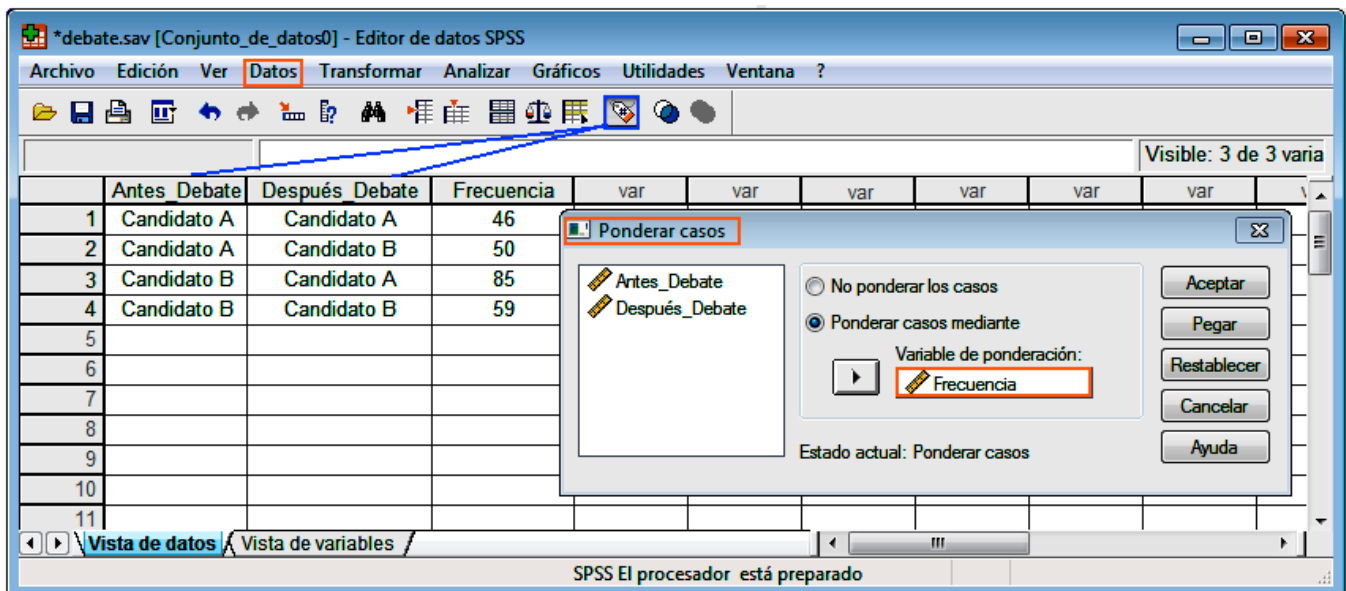 *debate.sav [Conjunto_de_datos0] - Editor de datos SPSS
Archivo Edición Ver Datos Transformar Analizar Gráficos Utilidades Ventana ?
Visible: 3 de 3 varia
Antes_Debate Después_Debate Frecuencia var var var var var var
1 Candidato A Candidato A 46
2 Candidato A Candidato B 50
3 Candidato B Candidato A 85
4 Candidato B Candidato B 59
5
6
7
8
9
10
11
Ponderar casos
Antes_Debate
Después_Debate
No ponderar los casos
Ponderar casos mediante
Variable de ponderación:
Frecuencia
Estado actual: Ponderar casos
Aceptar
Pegar
Restablecer
Cancelar
Ayuda
Vista de datos Vista de variables
SPSS El procesador está preparado